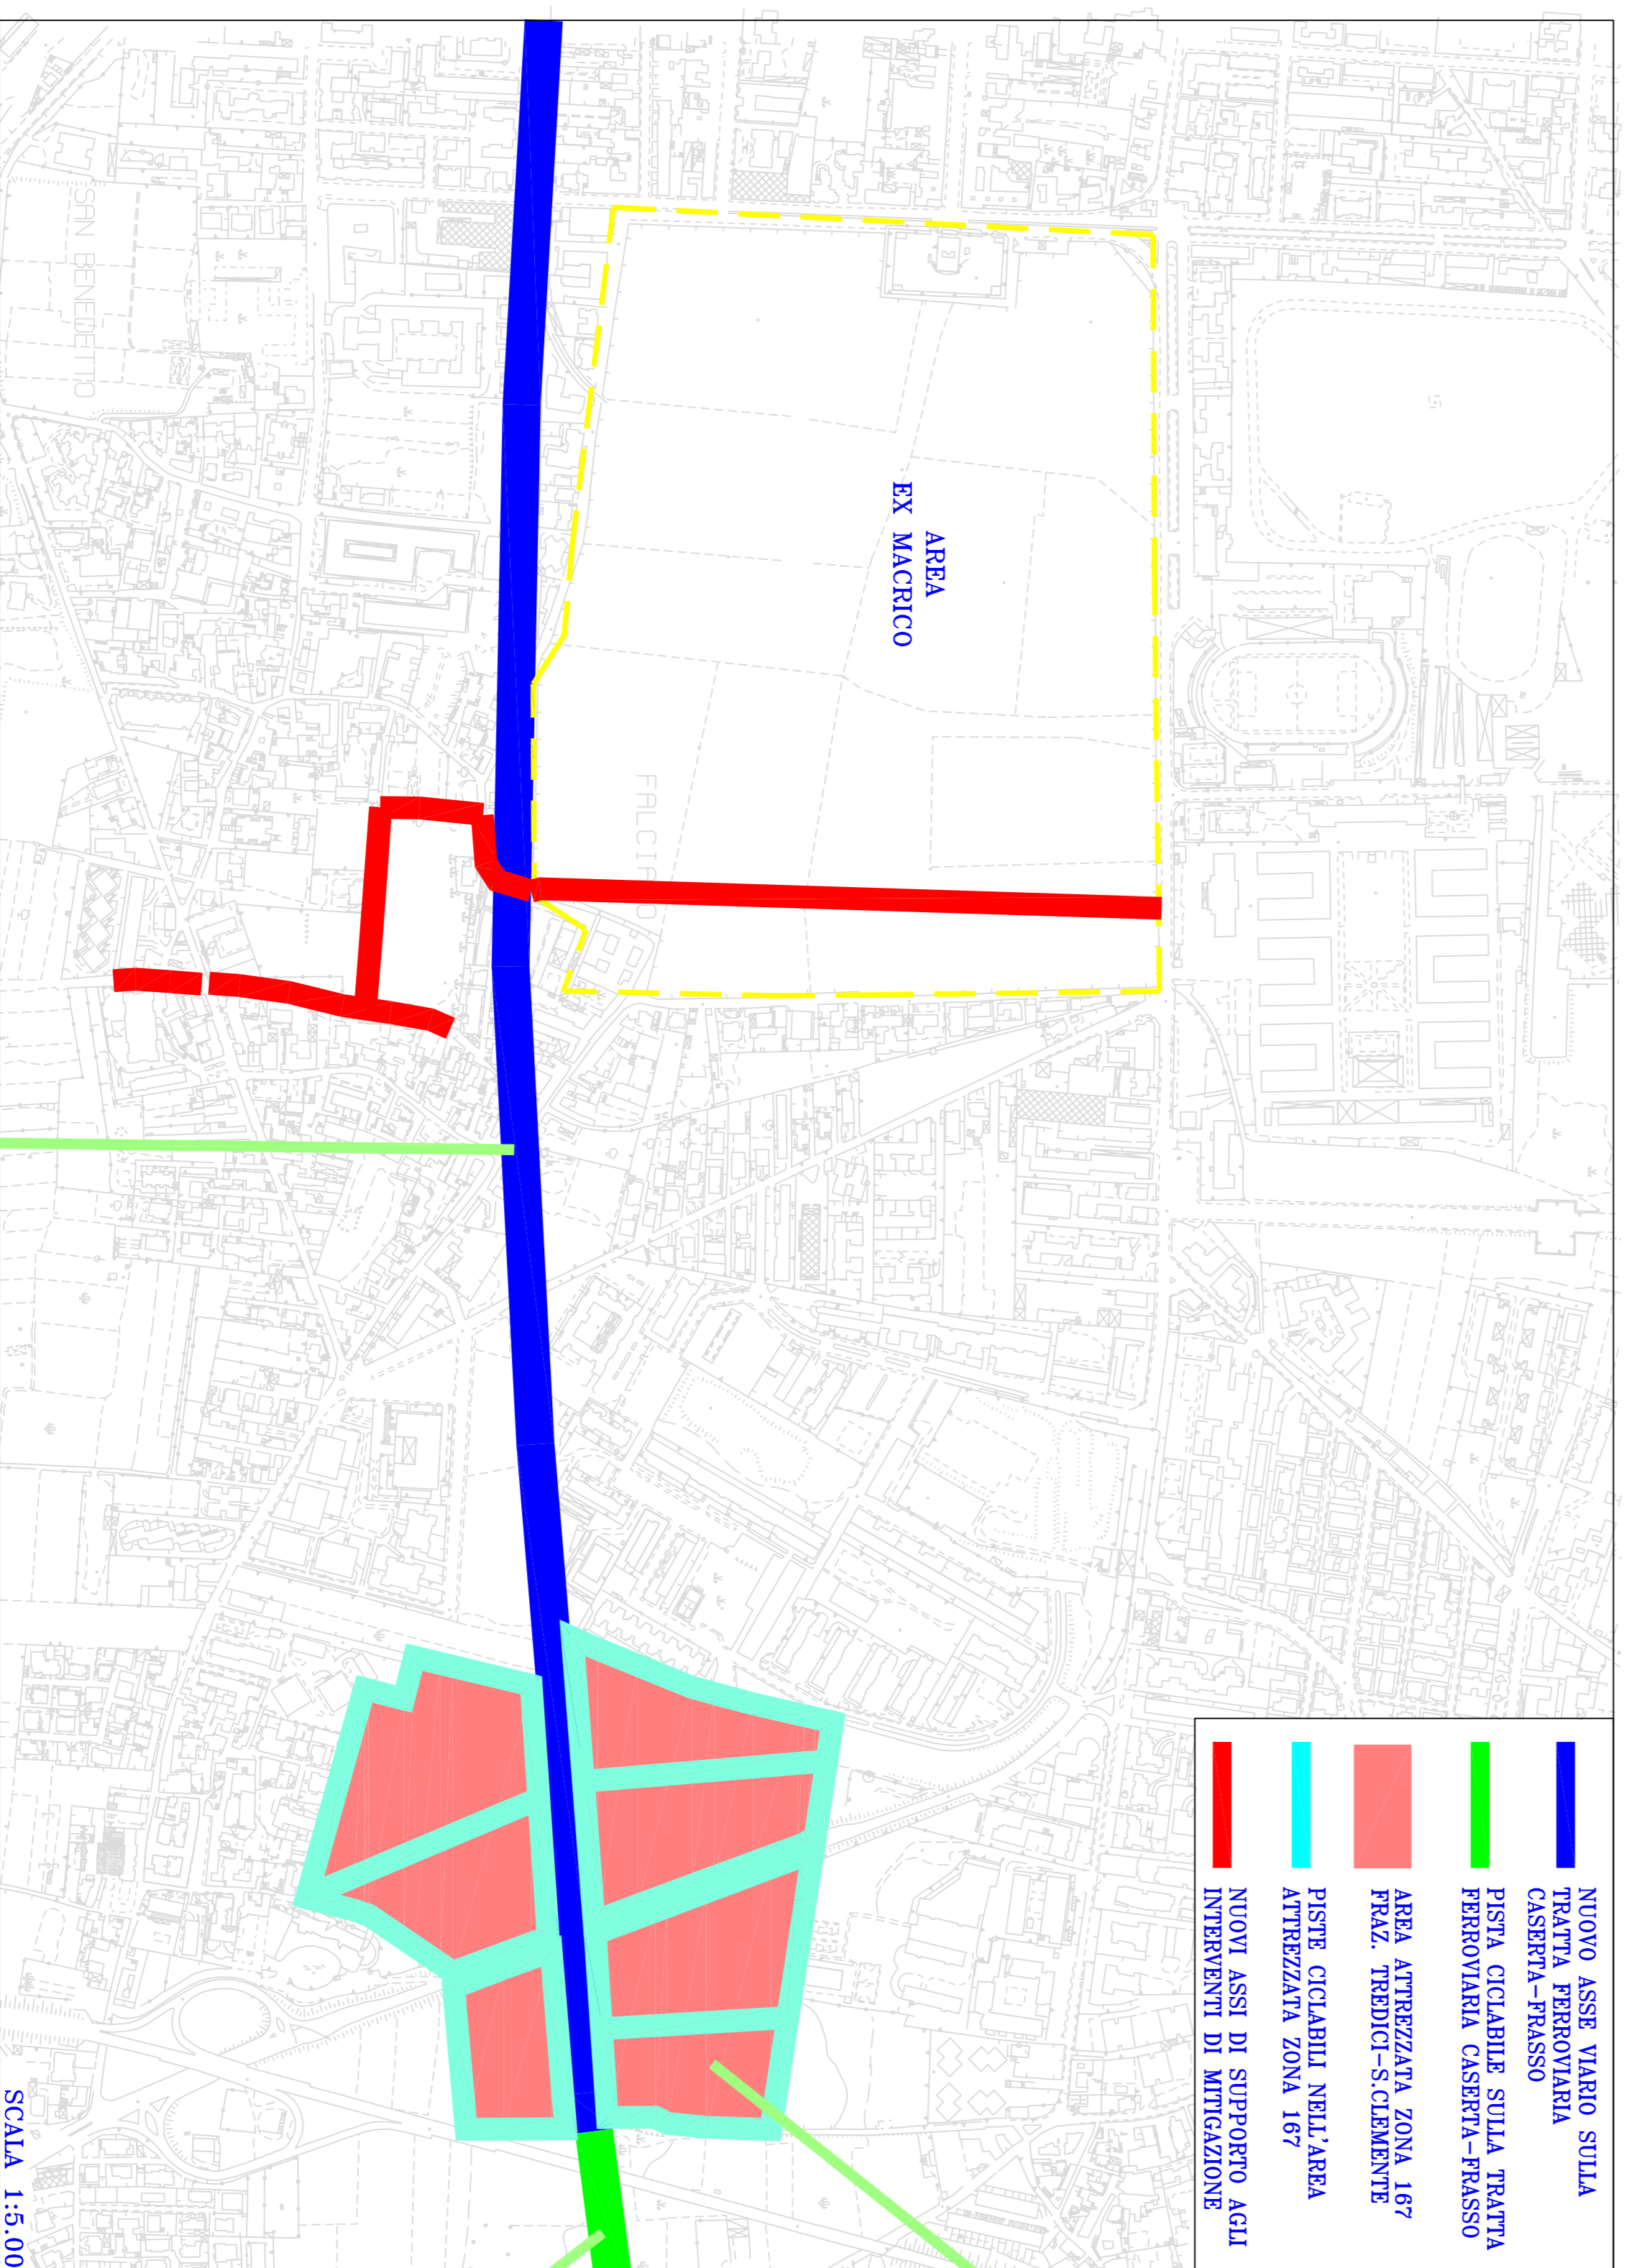 SAN BENEDETTO
AREA
EX MACRICO
FALCIANO
NUOVO ASSE VIARIO SULLA
TRATTA FERROVIARIA
CASERTA-FRASSO
PISTA CICLABILE SULLA TRATTA
FERROVIARIA CASERTA-FRASSO
AREA ATTREZZATA ZONA 167
FRAZ. TREDICI-S.CLEMENTE
PISTE CICLABILI NELL'AREA
ATTREZZATA ZONA 167
NUOVI ASSI DI SUPPORTO AGLI
INTERVENTI DI MITIGAZIONE
SCALA 1:5.00